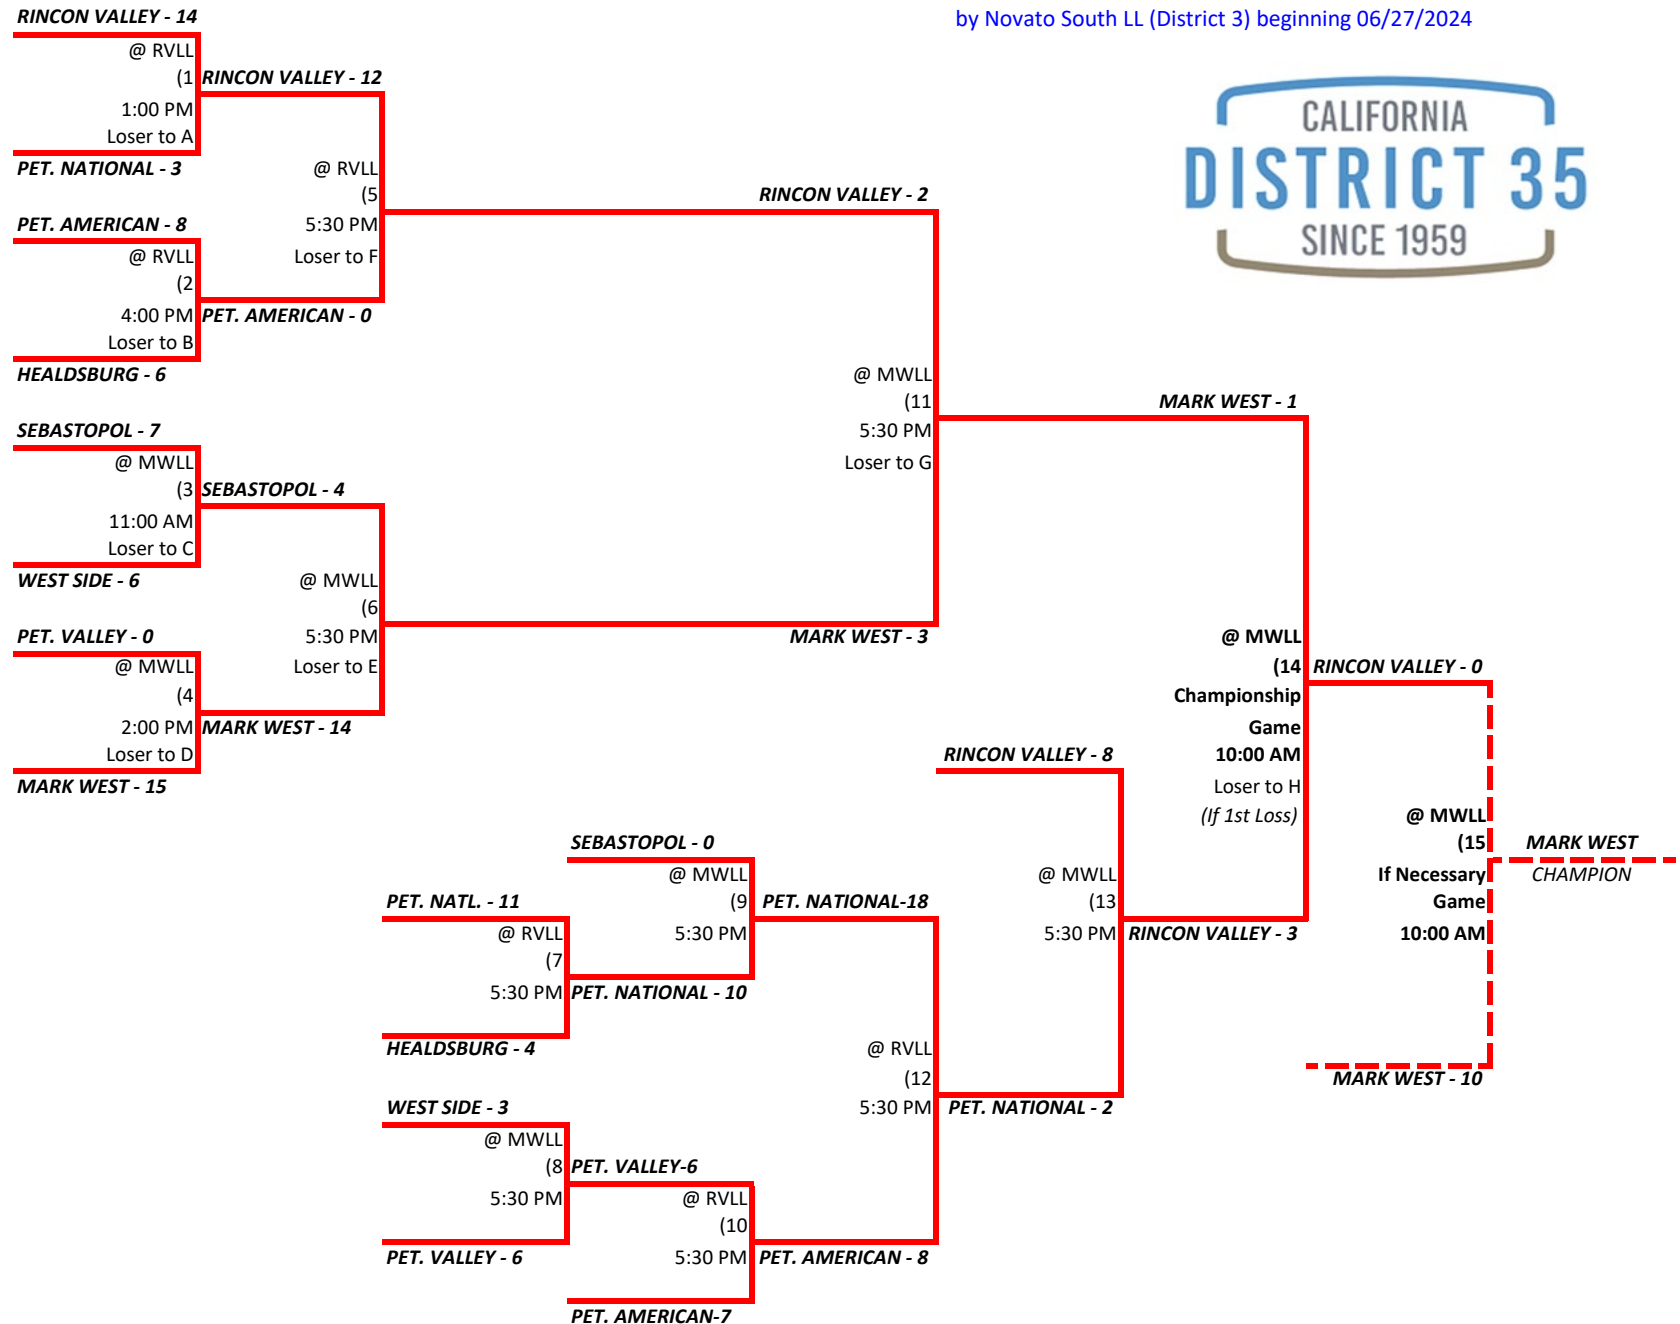 RINCON VALLEY - 14
by Novato South LL (District 3) beginning 06/27/2024
@ RVLL
(1
RINCON VALLEY - 12
1:00 PM
Loser to A
PET. NATIONAL - 3
@ RVLL
(5
5:30 PM
Loser to F
RINCON VALLEY - 2
CALIFORNIA
DISTRICT 35
SINCE 1959
PET. AMERICAN - 8
@ RVLL
(2
4:00 PM
PET. AMERICAN - 0
Loser to B
HEALDSBURG - 6
@ MWLL
(11
5:30 PM
Loser to G
MARK WEST - 1
SEBASTOPOL - 7
@ MWLL
(3
SEBASTOPOL - 4
11:00 AM
Loser to C
WEST SIDE - 6
@ MWLL
(6
5:30 PM
Loser to E
MARK WEST - 3
PET. VALLEY - 0
@ MWLL
(4
2:00 PM
MARK WEST - 14
Loser to D
MARK WEST - 15
@ MWLL
(14
RINCON VALLEY - 0
Championship
Game
10:00 AM
Loser to H
(If 1st Loss)
RINCON VALLEY - 8
@ MWLL
(15
MARK WEST
CHAMPION
If Necessary
Game
10:00 AM
SEBASTOPOL - 0
@ MWLL
(9
PET. NATIONAL-18
5:30 PM
@ MWLL
(13
5:30 PM
RINCON VALLEY - 3
PET. NATL. - 11
@ RVLL
(7
5:30 PM
PET. NATIONAL - 10
HEALDSBURG - 4
@ RVLL
(12
5:30 PM
PET. NATIONAL - 2
MARK WEST - 10
WEST SIDE - 3
@ MWLL
(8
PET. VALLEY-6
5:30 PM
@ RVLL
(10
5:30 PM
PET. AMERICAN - 8
PET. VALLEY - 6
PET. AMERICAN-7